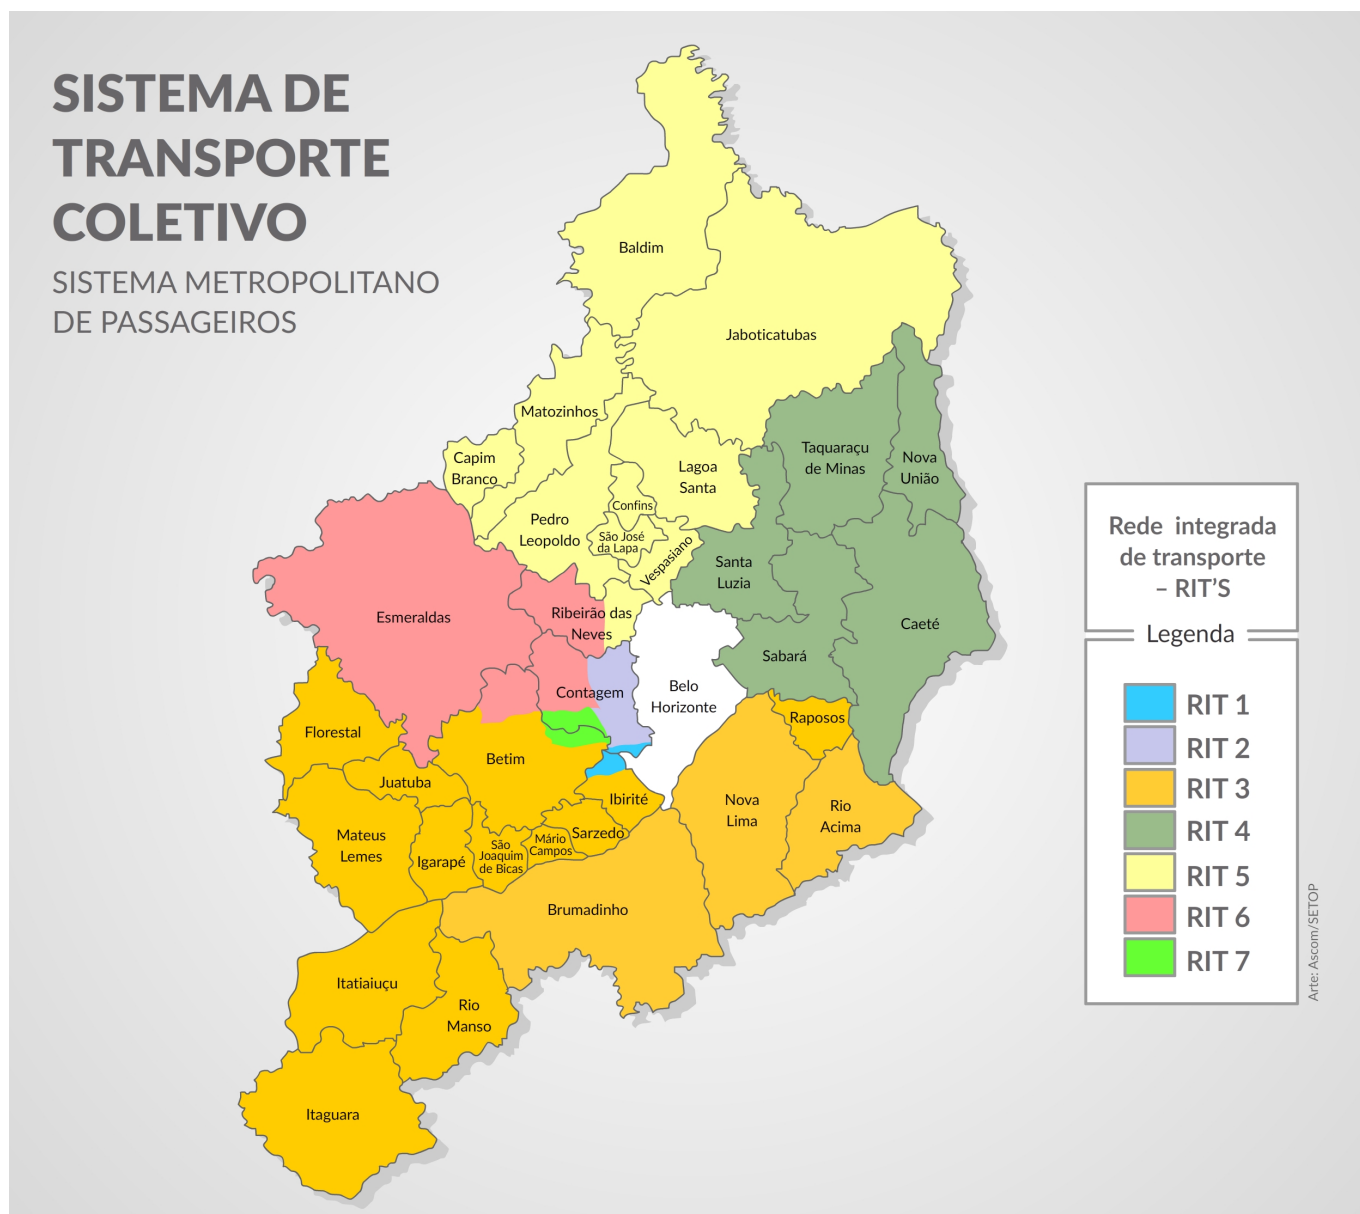 SISTEMA DE
TRANSPORTE
COLETIVO
SISTEMA METROPOLITANO
DE PASSAGEIROS
Baldim
Jaboticatubas
Matozinhos
Capim
Branco
Lagoa
Santa
Taquaraçu
de Minas
Nova
União
Confins
Pedro
Leopoldo
São José
da Lapa
Vespasiano
Santa
Luzia
Esmeraldas
Ribeirão das
Neves
Caeté
Sabará
Contagem
Belo
Horizonte
Raposos
Florestal
Betim
Juatuba
Ibirité
Nova
Lima
Rio
Acima
Mateus
Lemes
Igarapé
São
Joaquim
de Bicas
Mário
Campos
Sarzedo
Brumadinho
Itatiaiuçu
Rio
Manso
Itaguara
Rede integrada
de transporte
– RIT'S
Legenda
RIT 1
RIT 2
RIT 3
RIT 4
RIT 5
RIT 6
RIT 7
Arte: Ascom/SETOP